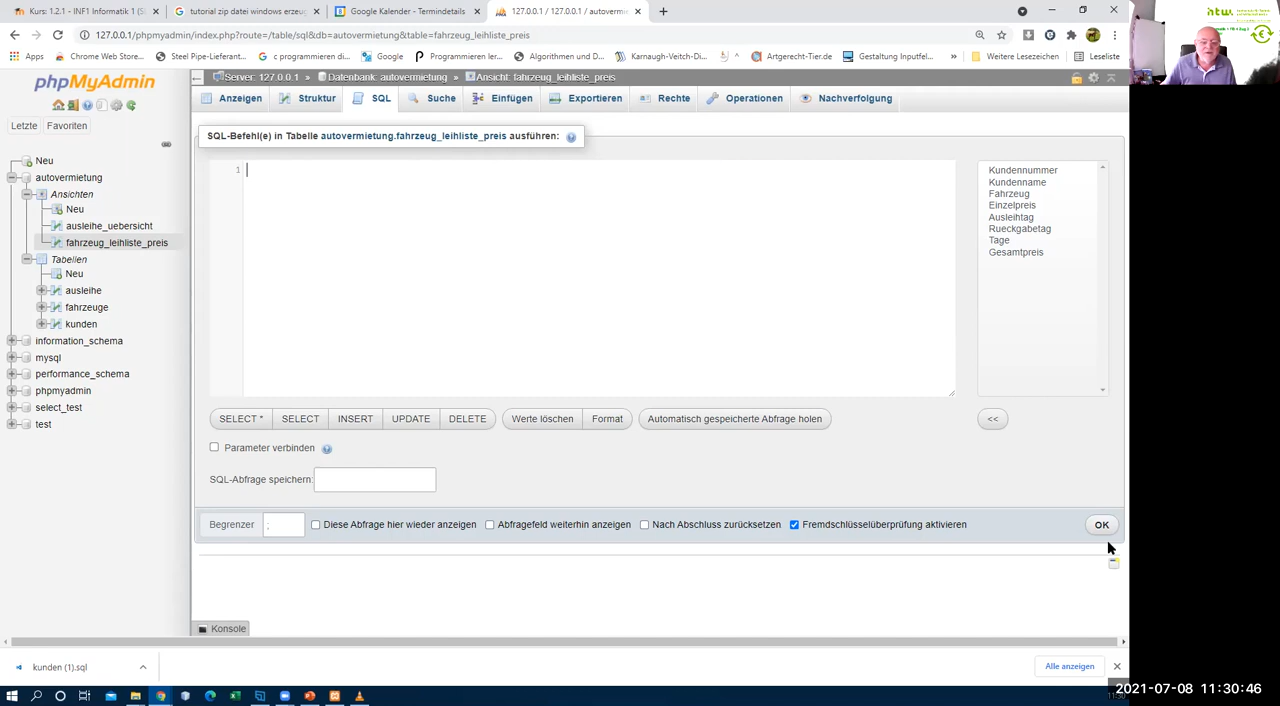 Kurs: 1.2.1 - INF1 Informatik 1 (S
tutorial zip datei windows erzeug
Google Kalender - Termindetails
127.0.0.1 / 127.0.0.1 / autoverm
127.0.0.1/phpmyadmin/index.php?route=/table/sql&db=autovermietung&table=fahrzeug_leihliste_preis
Apps
Chrome Web Store...
Steel Pipe-Lieferant...
c programmieren d...
Google
Programmieren ler...
Algorithmen und D...
Karnaugh-Veitch-Di...
Artgerecht-Tier.de
Gestaltung Inputfel...
»
Weitere Lesezeichen
Leseliste
phpMyAdmin
Server: 127.0.0.1 » Datenbank: autovermietung » Ansicht: fahrzeug_leihliste_preis
Anzeigen Struktur SQL Suche Einfügen Exportieren Rechte Operationen Nachverfolgung
Letzte Favoriten
Neu
autovermietung
Ansichten
Neu
ausleihe_uebersicht
fahrzeug_leihliste_preis
Tabellen
Neu
ausleihe
fahrzeuge
kunden
information_schema
mysql
performance_schema
phpmyadmin
select_test
test
SQL-Befehl(e) in Tabelle autovermietung.fahrzeug_leihliste_preis ausführen:
1
Kundennummer
Kundenname
Fahrzeug
Einzelpreis
Ausleihtag
Rueckgabetag
Tage
Gesamtpreis
SELECT * SELECT INSERT UPDATE DELETE Werte löschen Format Automatisch gespeicherte Abfrage holen <<
Parameter verbinden
SQL-Abfrage speichern:
Begrenzer ; Diese Abfrage hier wieder anzeigen Abfragefeld weiterhin anzeigen Nach Abschluss zurücksetzen Fremdschlüsselüberprüfung aktivieren OK
Konsole
kunden (1).sql
Alle anzeigen
2021-07-08 11:30:46